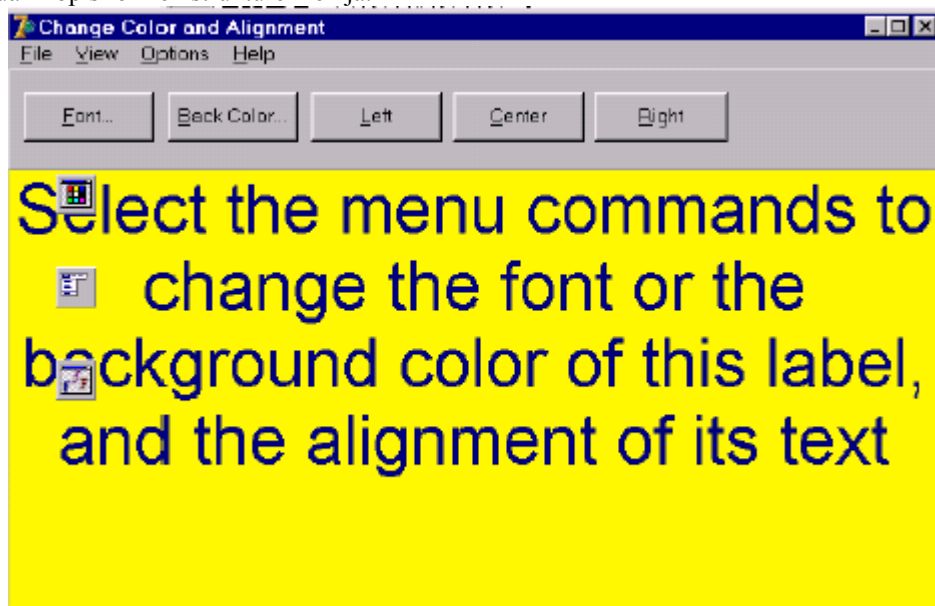 Change Color and Alignment
File View Options Help
Font... Back Color... Left Center Right
Select the menu commands to
change the font or the
background color of this label,
and the alignment of its text